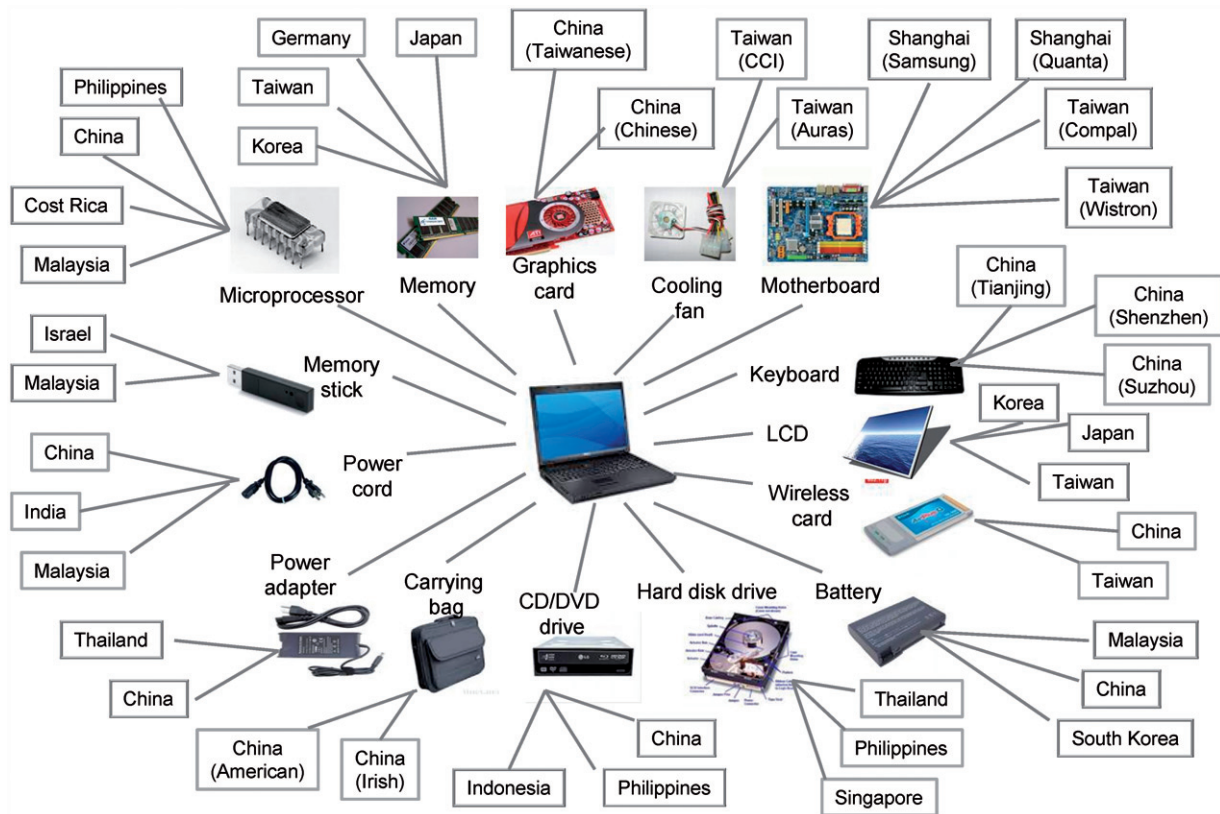 Germany
Japan
China
(Taiwanese)
Taiwan
(CCI)
Shanghai
(Samsung)
Shanghai
(Quanta)
Philippines
Taiwan
China
(Chinese)
Taiwan
(Auras)
Taiwan
(Compal)
China
Korea
Cost Rica
Taiwan
(Wistron)
Malaysia
Microprocessor
Memory
Graphics
card
Cooling
fan
Motherboard
China
(Tianjing)
China
(Shenzhen)
Israel
Malaysia
Memory
stick
Keyboard
China
(Suzhou)
Korea
LCD
Japan
Taiwan
China
India
Malaysia
Power
cord
Wireless
card
China
Taiwan
Power
adapter
Carrying
bag
CD/DVD
drive
Hard disk drive
Battery
Thailand
China
Malaysia
China
South Korea
China
(American)
China
(Irish)
China
Indonesia
Philippines
Thailand
Philippines
Singapore